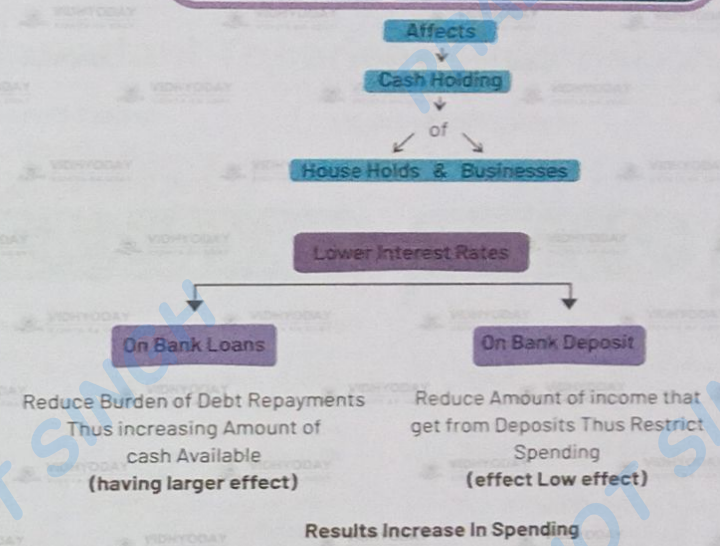 Affects
Cash Holding
of
House Holds & Businesses
Lower Interest Rates
On Bank Loans
On Bank Deposit
Reduce Burden of Debt Repayments
Thus increasing Amount of
cash Available
(having larger effect)
Reduce Amount of income that
get from Deposits Thus Restrict
Spending
(effect Low effect)
Results Increase In Spending
VIDHYODAY